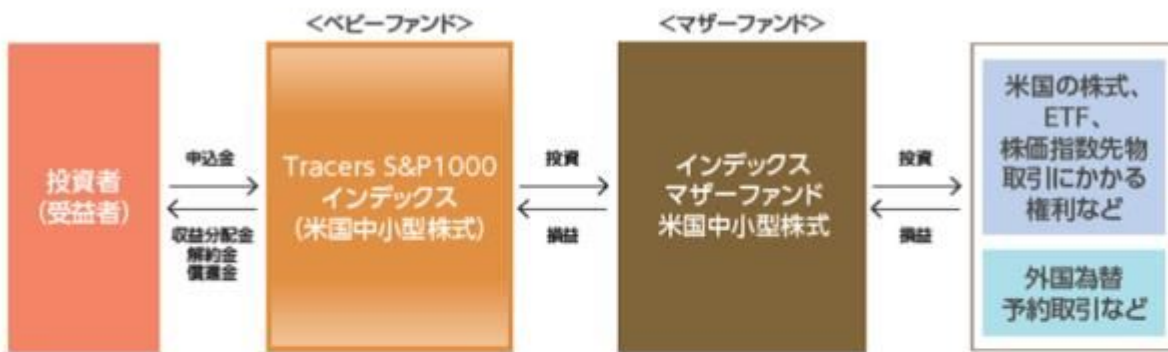 <ベビーファンド>
<マザーファンド>
投資者
(受益者)
申込金
収益分配金
解約金
償還金
Tracers S&P1000
インデックス
(米国中小型株式)
投資
損益
インデックス
マザーファンド
米国中小型株式
投資
損益
米国の株式、
ETF、
株価指数先物
取引にかかる
権利など
外国為替
予約取引など